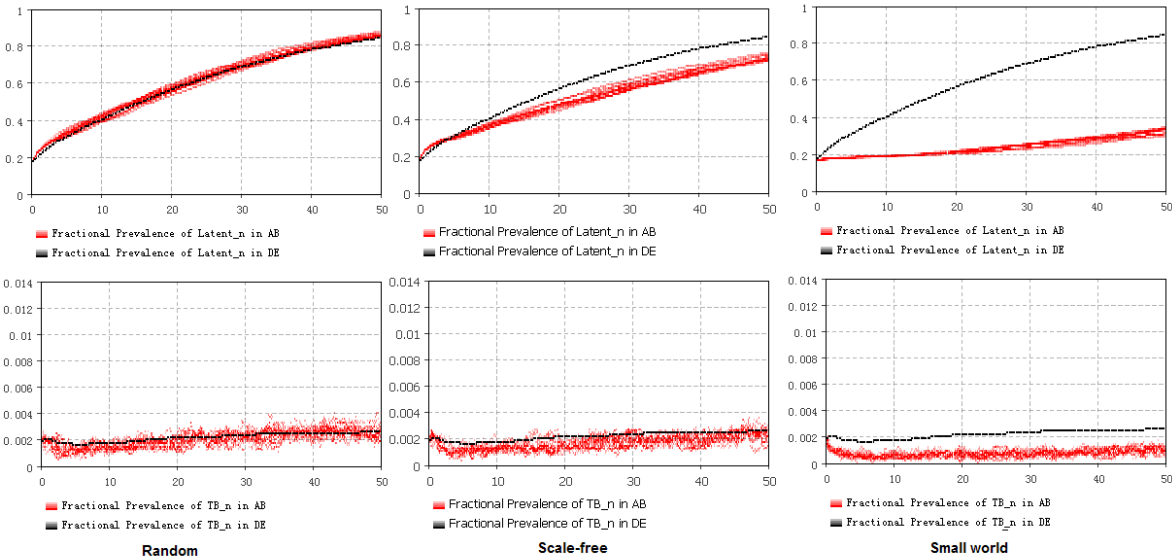 1
0.8
0.6
0.4
0.2
0
0 10 20 30 40 50
Fractional Prevalence of Latent_n in AB
Fractional Prevalence of Latent_n in DE
1
0.8
0.6
0.4
0.2
0
0 10 20 30 40 50
Fractional Prevalence of Latent_n in AB
Fractional Prevalence of Latent_n in DE
1
0.8
0.6
0.4
0.2
0
0 10 20 30 40 50
Fractional Prevalence of Latent_n in AB
Fractional Prevalence of Latent_n in DE
0.014
0.012
0.01
0.008
0.006
0.004
0.002
0
0 10 20 30 40 50
Fractional Prevalence of TB_n in AB
Fractional Prevalence of TB_n in DE
Random
0.014
0.012
0.01
0.008
0.006
0.004
0.002
0
0 10 20 30 40 50
Fractional Prevalence of TB_n in AB
Fractional Prevalence of TB_n in DE
Scale-free
0.014
0.012
0.01
0.008
0.006
0.004
0.002
0
0 10 20 30 40 50
Fractional Prevalence of TB_n in AB
Fractional Prevalence of TB_n in DE
Small world